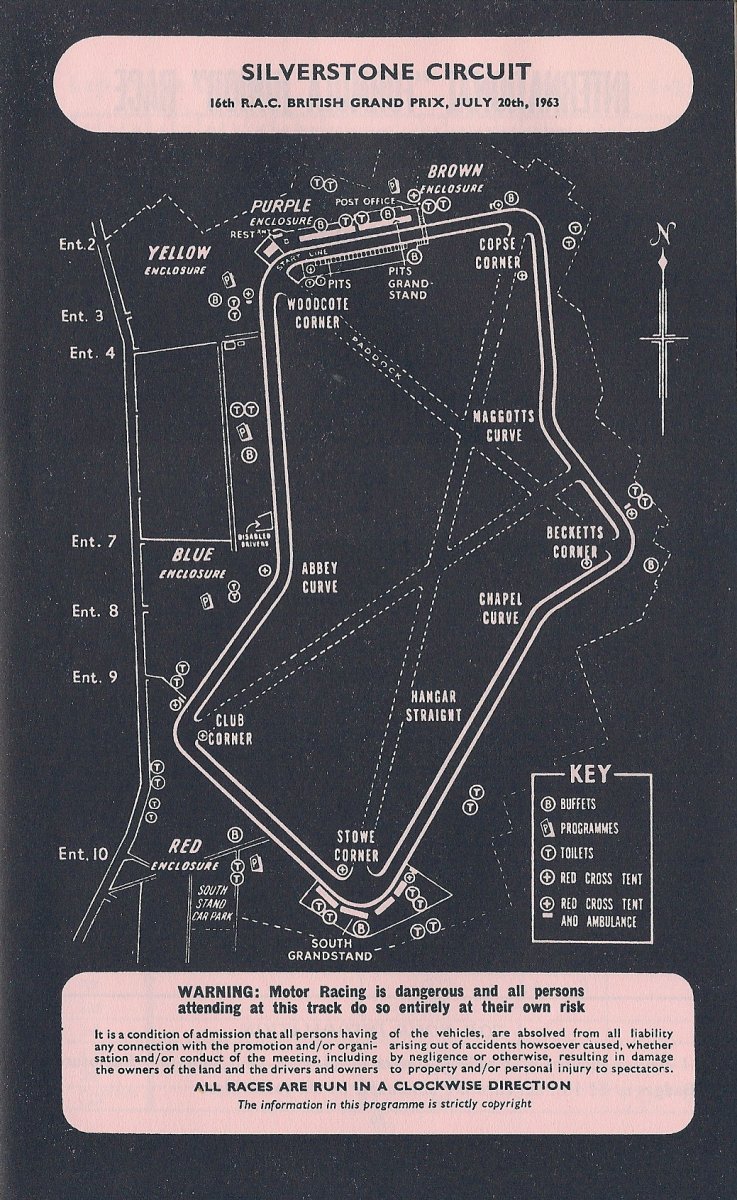 SILVERSTONE CIRCUIT
16th R.A.C. BRITISH GRAND PRIX, JULY 20th, 1963
BROWN
ENCLOSURE
PURPLE
ENCLOSURE
POST OFFICE
REST
START LINE
YELLOW
ENCLOSURE
Ent.2
Ent. 3
Ent. 4
Ent. 7
Ent. 8
Ent. 9
Ent. 10
N
COPSE
CORNER
PITS
PITS
GRAND-
STAND
WOODCOTE
CORNER
PADDOCK
MAGGOTTS
CURVE
DISABLED
DRIVERS
BECKETTS
CORNER
BLUE
ENCLOSURE
ABBEY
CURVE
CHAPEL
CURVE
HANGAR
STRAIGHT
CLUB
CORNER
STOWE
CORNER
RED
ENCLOSURE
SOUTH
STAND
CAR PARK
SOUTH
GRANDSTAND
KEY
B BUFFETS
P PROGRAMMES
T TOILETS
RED CROSS TENT
RED CROSS TENT
AND AMBULANCE
WARNING: Motor Racing is dangerous and all persons
attending at this track do so entirely at their own risk
It is a condition of admission that all persons having
any connection with the promotion and/or organi-
sation and/or conduct of the meeting, including
the owners of the land and the drivers and owners
of the vehicles, are absolved from all liability
arising out of accidents howsoever caused, whether
by negligence or otherwise, resulting in damage
to property and/or personal injury to spectators.
ALL RACES ARE RUN IN A CLOCKWISE DIRECTION
The information in this programme is strictly copyright